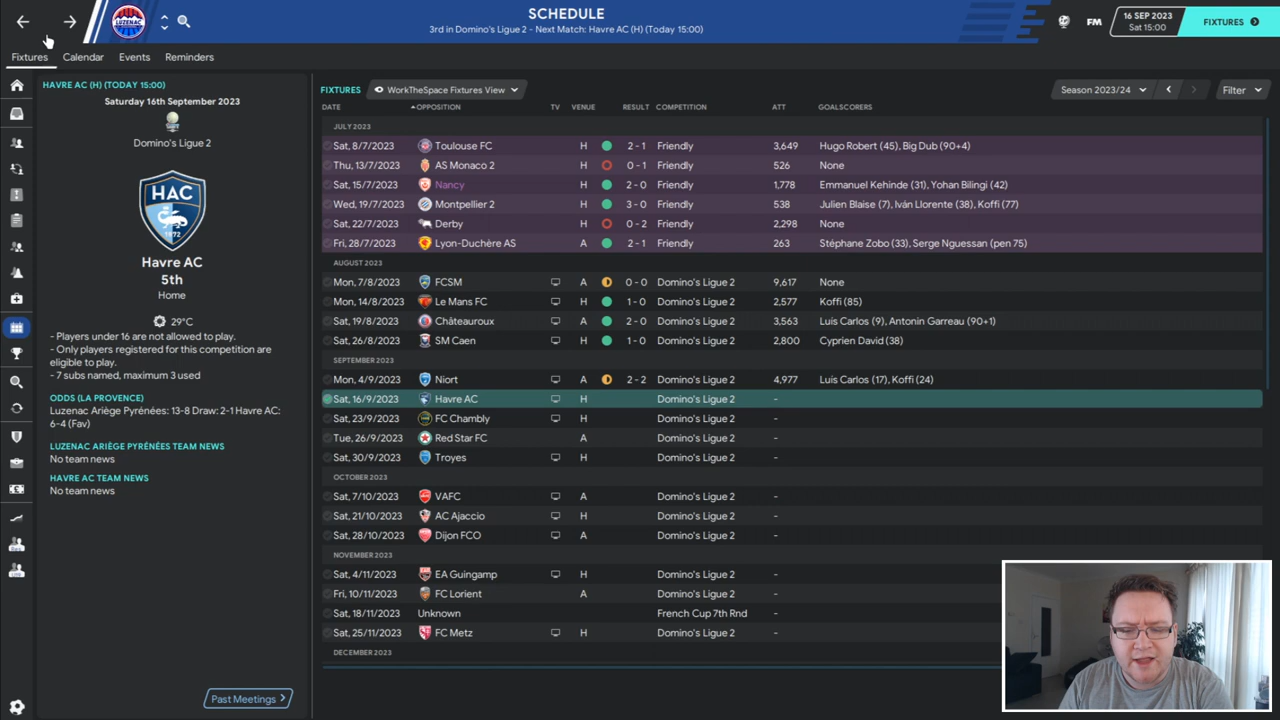 LUZENAC
SCHEDULE
3rd in Domino's Ligue 2 - Next Match: Havre AC (H) (Today 15:00)
FM
16 SEP 2023
Sat 15:00
FIXTURES
Fixtures Calendar Events Reminders
HAVRE AC (H) (TODAY 15:00)
Saturday 16th September 2023
Domino's Ligue 2
HAC
1872
Havre AC
5th
Home
29°C
- Players under 16 are not allowed to play.
- Only players registered for this competition are
eligible to play.
- 7 subs named, maximum 3 used
ODDS (LA PROVENCE)
Luzenac Ariège Pyrénées: 13-8 Draw: 2-1 Havre AC:
6-4 (Fav)
LUZENAC ARIÈGE PYRÉNÉES TEAM NEWS
No team news
HAVRE AC TEAM NEWS
No team news
Past Meetings
FIXTURES WorkTheSpace Fixtures View Season 2023/24 Filter
DATE OPPOSITION TV VENUE RESULT COMPETITION ATT GOALSCORERS
JULY 2023
Sat, 8/7/2023 Toulouse FC H 2 - 1 Friendly 3,649 Hugo Robert (45), Big Dub (90+4)
Thu, 13/7/2023 AS Monaco 2 H 0 - 1 Friendly 526 None
Sat, 15/7/2023 Nancy H 2 - 0 Friendly 1,778 Emmanuel Kehinde (31), Yohan Bilingi (42)
Wed, 19/7/2023 Montpellier 2 H 3 - 0 Friendly 538 Julien Blaise (7), Iván Llorente (38), Koffi (77)
Sat, 22/7/2023 Derby H 0 - 2 Friendly 2,298 None
Fri, 28/7/2023 Lyon-Duchère AS A 2 - 1 Friendly 263 Stéphane Zobo (33), Serge Nguessan (pen 75)
AUGUST 2023
Mon, 7/8/2023 FCSM A 0 - 0 Domino's Ligue 2 9,617 None
Mon, 14/8/2023 Le Mans FC H 1 - 0 Domino's Ligue 2 2,577 Koffi (85)
Sat, 19/8/2023 Châteauroux A 2 - 0 Domino's Ligue 2 3,563 Luís Carlos (9), Antonin Garreau (90+1)
Sat, 26/8/2023 SM Caen H 1 - 0 Domino's Ligue 2 2,800 Cyprien David (38)
SEPTEMBER 2023
Mon, 4/9/2023 Niort A 2 - 2 Domino's Ligue 2 4,977 Luís Carlos (17), Koffi (24)
Sat, 16/9/2023 Havre AC H Domino's Ligue 2 -
Sat, 23/9/2023 FC Chambly H Domino's Ligue 2 -
Tue, 26/9/2023 Red Star FC A Domino's Ligue 2 -
Sat, 30/9/2023 Troyes H Domino's Ligue 2 -
OCTOBER 2023
Sat, 7/10/2023 VAFC A Domino's Ligue 2 -
Sat, 21/10/2023 AC Ajaccio H Domino's Ligue 2 -
Sat, 28/10/2023 Dijon FCO A Domino's Ligue 2 -
NOVEMBER 2023
Sat, 4/11/2023 EA Guingamp H Domino's Ligue 2 -
Fri, 10/11/2023 FC Lorient A Domino's Ligue 2 -
Sat, 18/11/2023 Unknown French Cup 7th Rnd -
Sat, 25/11/2023 FC Metz H Domino's Ligue 2 -
DECEMBER 2023